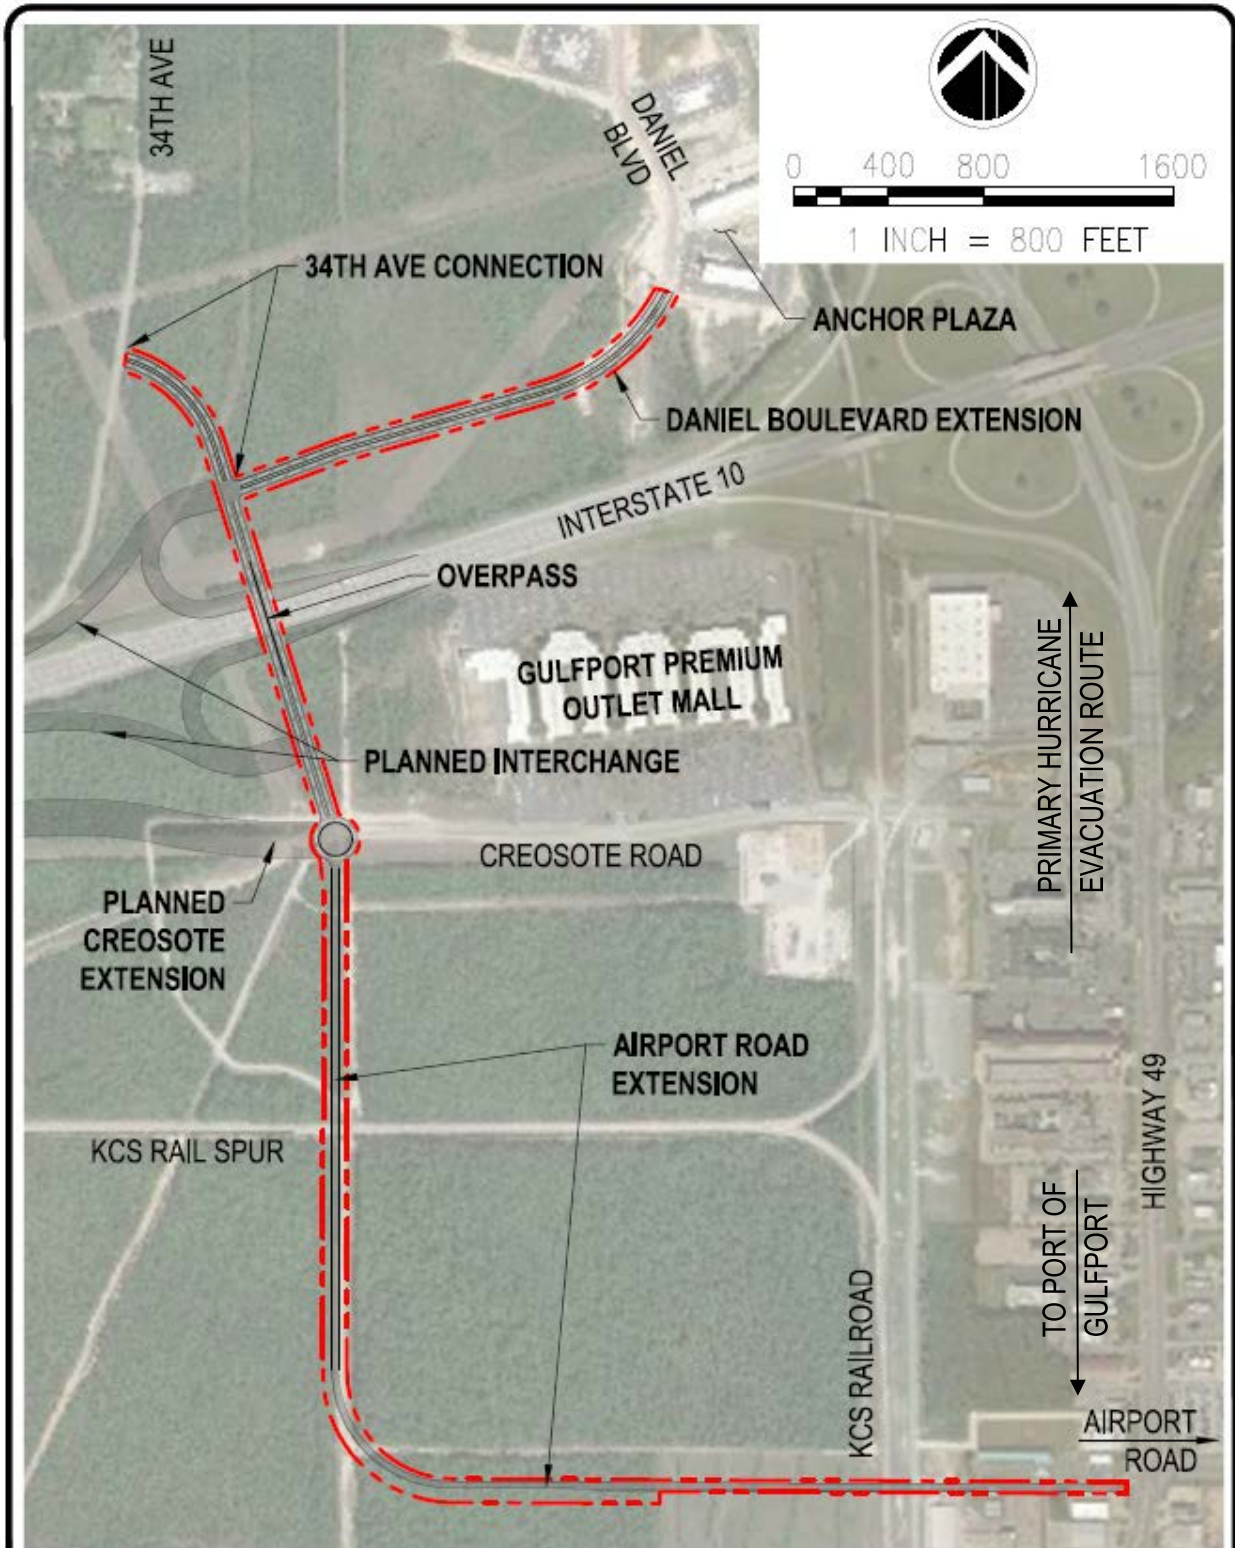 34TH AVE
DANIEL
BLVD
0 400 800 1600
1 INCH = 800 FEET
34TH AVE CONNECTION
ANCHOR PLAZA
DANIEL BOULEVARD EXTENSION
INTERSTATE 10
OVERPASS
GULFPORT PREMIUM
OUTLET MALL
PRIMARY HURRICANE
EVACUATION ROUTE
PLANNED INTERCHANGE
CREOSOTE ROAD
PLANNED
CREOSOTE
EXTENSION
AIRPORT ROAD
EXTENSION
HIGHWAY 49
KCS RAIL SPUR
TO PORT OF
GULFPORT
KCS RAILROAD
AIRPORT
ROAD